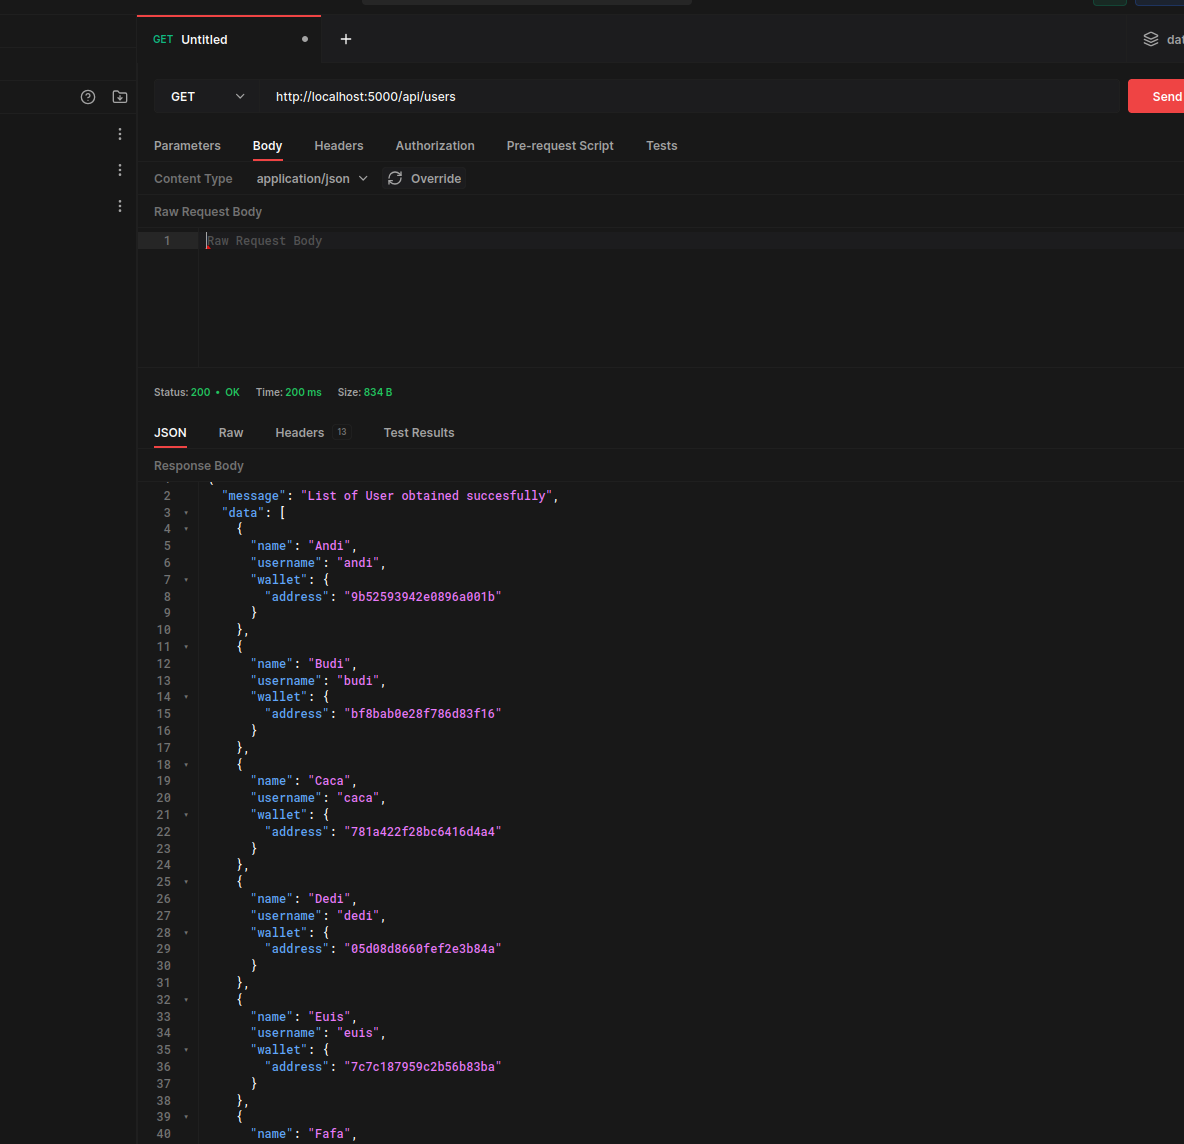 GET Untitled
dat
GET http://localhost:5000/api/users Send
Parameters Body Headers Authorization Pre-request Script Tests
Content Type application/json Override
Raw Request Body
1 Raw Request Body
Status: 200 • OK Time: 200 ms Size: 834 B
JSON Raw Headers 13 Test Results
Response Body
2 "message": "List of User obtained succesfully",
3 "data": [
4 {
5 "name": "Andi",
6 "username": "andi",
7 "wallet": {
8 "address": "9b52593942e0896a001b"
9 }
10 },
11 {
12 "name": "Budi",
13 "username": "budi",
14 "wallet": {
15 "address": "bf8bab0e28f786d83f16"
16 }
17 },
18 {
19 "name": "Caca",
20 "username": "caca",
21 "wallet": {
22 "address": "781a422f28bc6416d4a4"
23 }
24 },
25 {
26 "name": "Dedi",
27 "username": "dedi",
28 "wallet": {
29 "address": "05d08d8660fef2e3b84a"
30 }
31 },
32 {
33 "name": "Euis",
34 "username": "euis",
35 "wallet": {
36 "address": "7c7c187959c2b56b83ba"
37 }
38 },
39 {
40 "name": "Fafa",